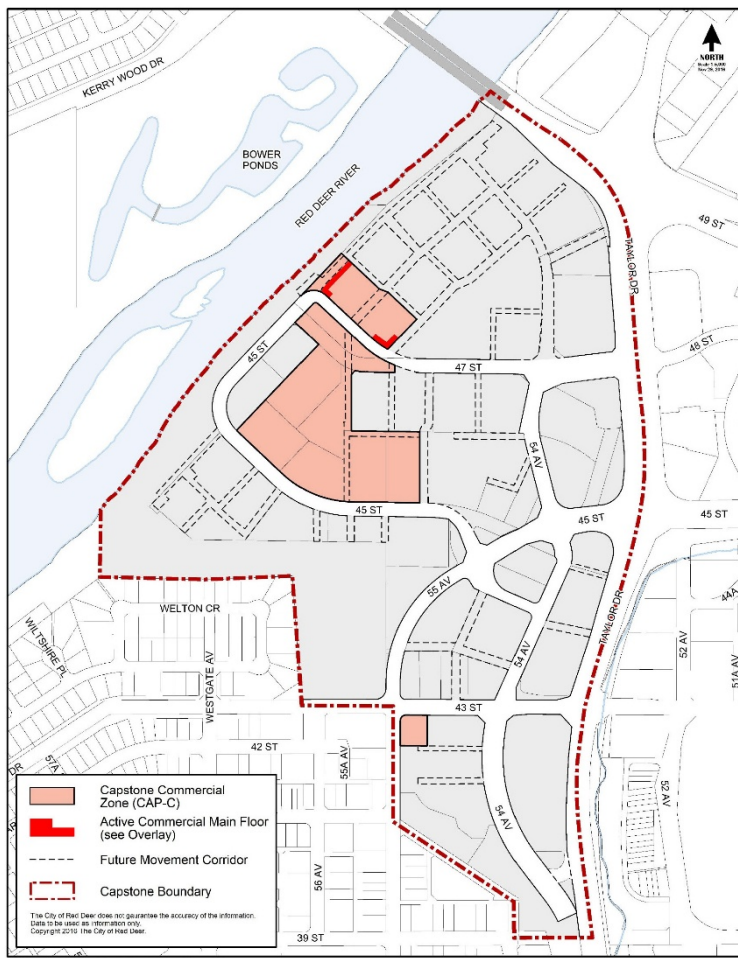 NORTH
KERRY WOOD DR
BOWER
PONDS
RED DEER RIVER
49 ST
TAYLOR DR
48 ST
45 ST
47 ST
54 AV
45 ST
45 ST
45 ST
55 AV
44A
WELTON CR
WILTSHIRE PL
WESTGATE AV
54 AV
TAYLOR DR
52 AV
51A AV
43 ST
42 ST
DR
57A
55A AV
54 AV
52 AV
56 AV
39 ST
Capstone Commercial
Zone (CAP-C)
Active Commercial Main Floor
(see Overlay)
Future Movement Corridor
Capstone Boundary
The City of Red Deer does not gaurantee the accuracy of the information.
Data to be used as information only.
Copyright 2010 The City of Red Deer.